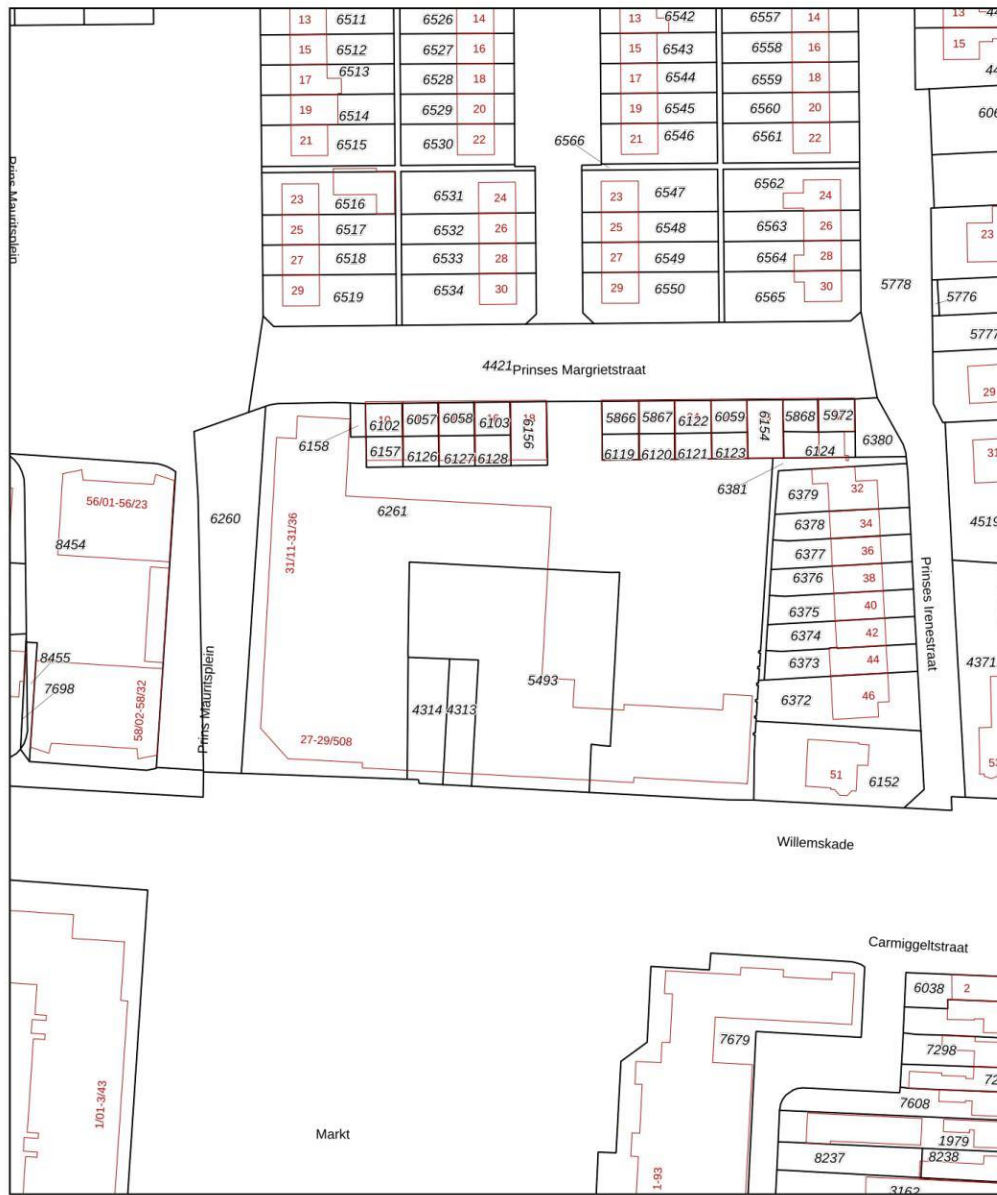 13 6511 6526 14 13 6542 6557 14 13
15 6512 6527 16 15 6543 6558 16 15
17 6513 6528 18 17 6544 6559 18
19 6514 6529 20 19 6545 6560 20
21 6515 6530 22 6566 21 6546 6561 22
Prins Mauritsplein
23 6516 6531 24 23 6547 6562 24
25 6517 6532 26 25 6548 6563 26 23
27 6518 6533 28 27 6549 6564 28 5778
29 6519 6534 30 29 6550 6565 30 5776
5777
4421 Prinses Margrietstraat
29
6102 6057 6058 6103 6156 5866 5867 6122 6059 6154 5868 5972
6158 6157 6126 6127 6128 6119 6120 6121 6123 6124 6380
6381
56/01-56/23 6260 6261 31/11-31/36 6379 32
8454 6378 34 4519
6377 36
6376 38
6375 40
6374 42
Prinses Irenestraat
8455 6373 44 4371
7698 5493 6372 46
58/02-58/32 Prins Mauritsplein 4314 4313
27-29/508
51 6152
Willemskade
Carmiggeltstraat
6038 2
7679 7298
7608
1/01-3/43 Markt 1979
8237 8238
1-93 3162